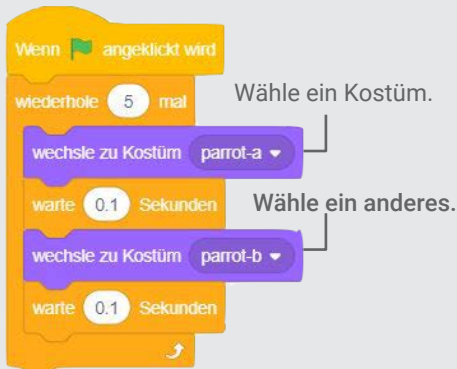 Wenn angeklickt wird
wiederhole 5 mal
Wähle ein Kostüm.
wechsle zu Kostüm parrot-a
warte 0.1 Sekunden
Wähle ein anderes.
wechsle zu Kostüm parrot-b
warte 0.1 Sekunden